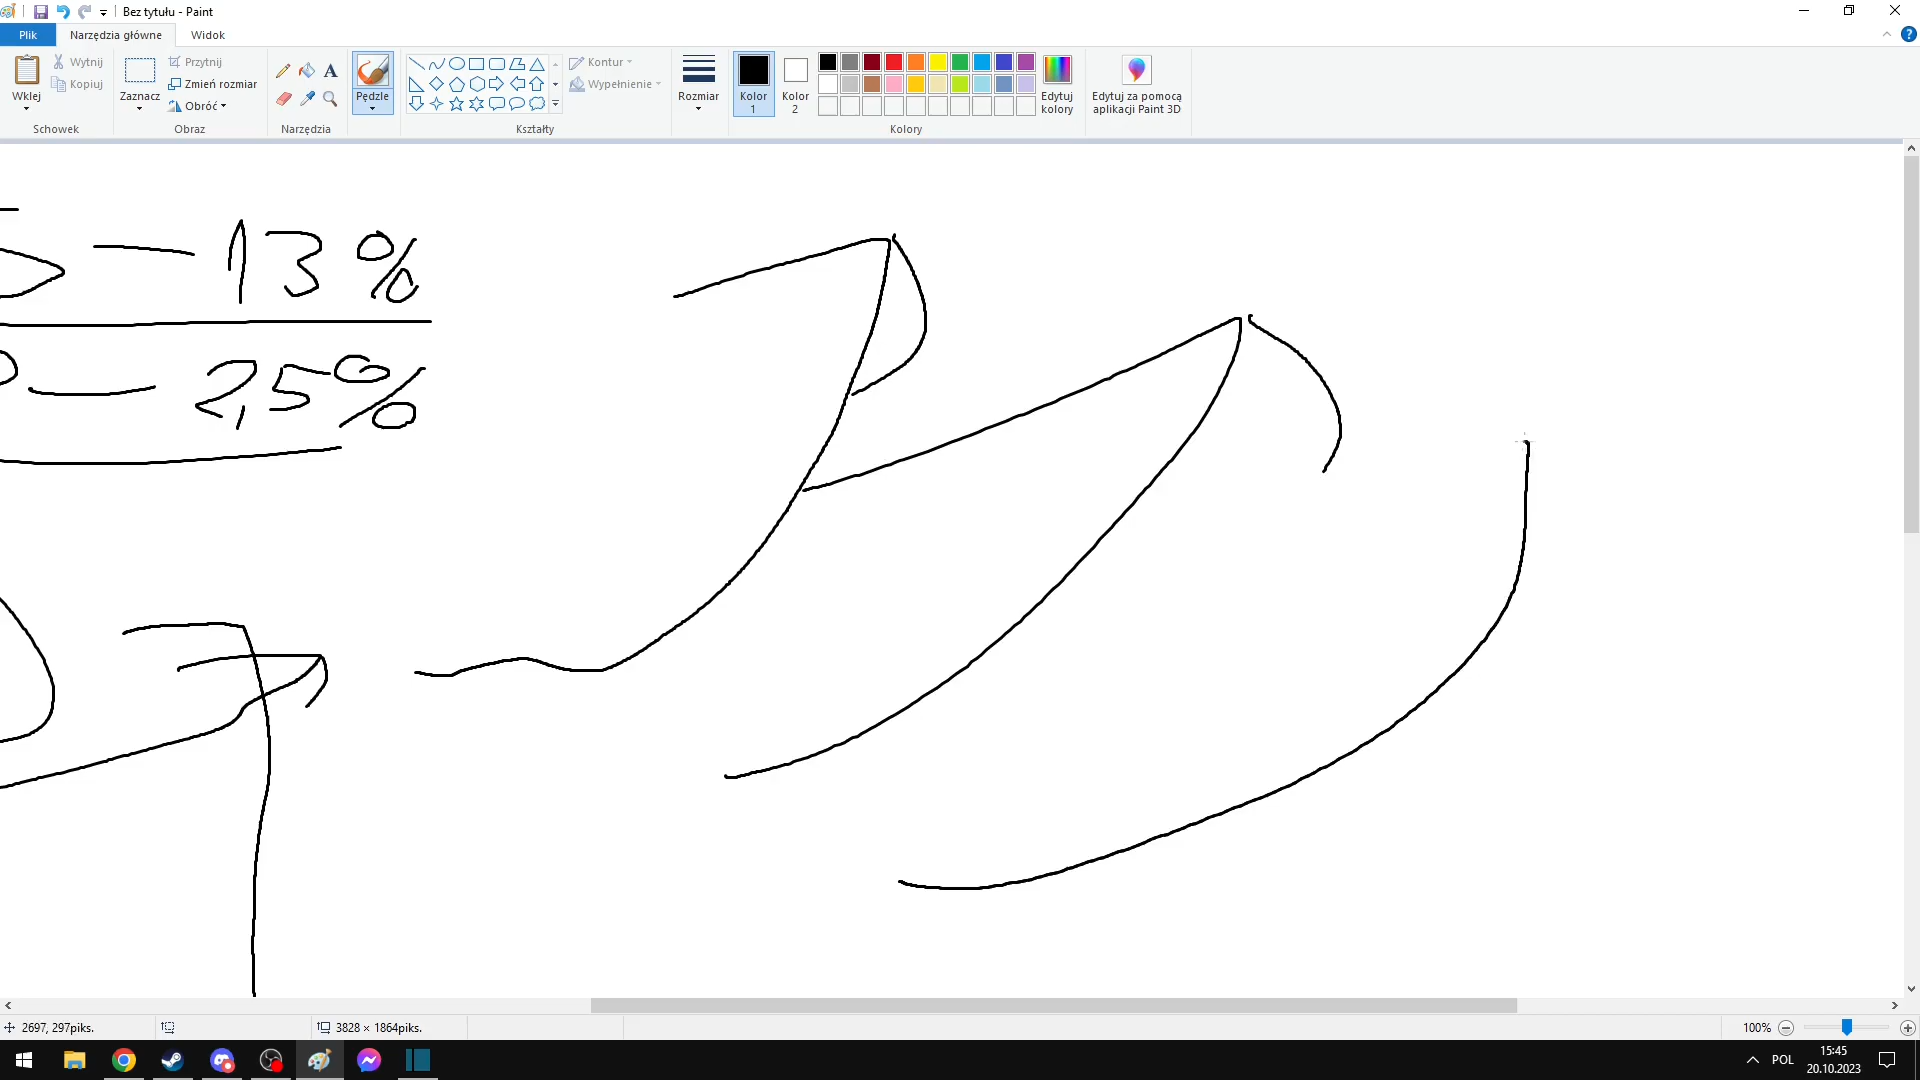 Bez tytułu - Paint
Plik
Narzędzia główne
Widok
Wklej
Wytnij
Kopiuj
Schowek
Zaznacz
Przytnij
Zmień rozmiar
Obróć
Obraz
A
Narzędzia
Pędzle
Kontur
Wypełnienie
Kształty
Rozmiar
Kolor
1
Kolor
2
Edytuj
kolory
Kolory
Edytuj za pomocą
aplikacji Paint 3D
— 13 %
— 2,5%
2697, 297piks.
3828 × 1864piks.
100%
POL
15:45
20.10.2023